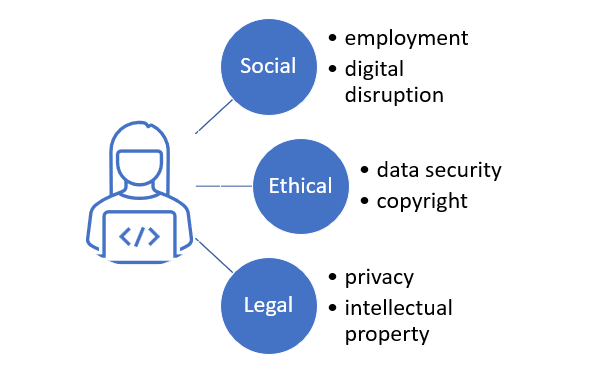 Social
• employment
• digital
disruption
Ethical
• data security
• copyright
</>
Legal
• privacy
• intellectual
property